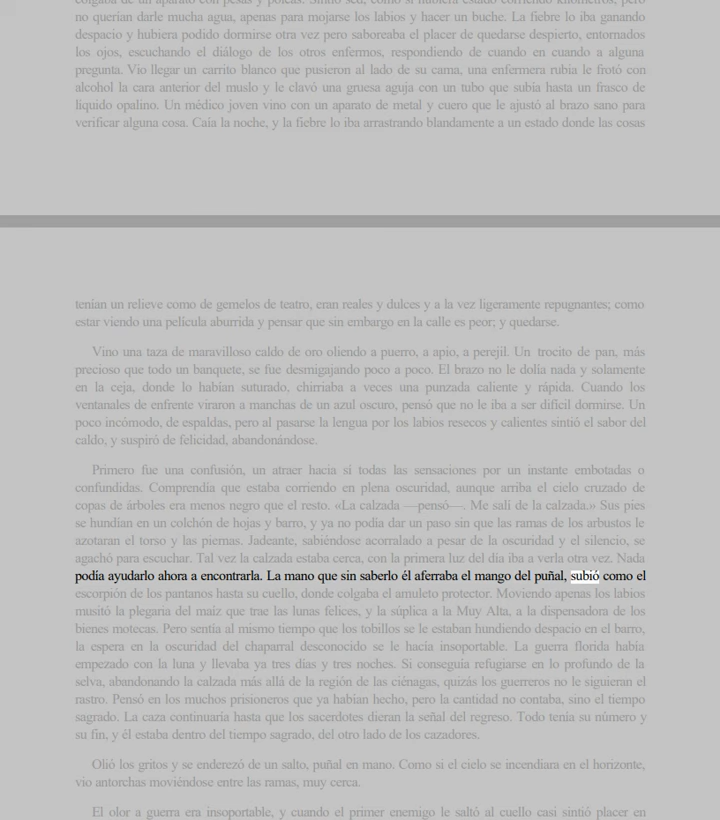 colgaba de un aparato con pesas y poleas. Sintió sed, como si hubiera estado corriendo kilómetros, pero
no querían darle mucha agua, apenas para mojarse los labios y hacer un buche. La fiebre lo iba ganando
despacio y hubiera podido dormirse otra vez pero saboreaba el placer de quedarse despierto, entornados
los ojos, escuchando el diálogo de los otros enfermos, respondiendo de cuando en cuando a alguna
pregunta. Vio llegar un carrito blanco que pusieron al lado de su cama, una enfermera rubia le frotó con
alcohol la cara anterior del muslo y le clavó una gruesa aguja con un tubo que subía hasta un frasco de
líquido opalino. Un médico joven vino con un aparato de metal y cuero que le ajustó al brazo sano para
verificar alguna cosa. Caía la noche, y la fiebre lo iba arrastrando blandamente a un estado donde las cosas
tenían un relieve como de gemelos de teatro, eran reales y dulces y a la vez ligeramente repugnantes; como
estar viendo una película aburrida y pensar que sin embargo en la calle es peor; y quedarse.
Vino una taza de maravilloso caldo de oro oliendo a puerro, a apio, a perejil. Un trocito de pan, más
precioso que todo un banquete, se fue desmigajando poco a poco. El brazo no le dolía nada y solamente
en la ceja, donde lo habían suturado, chirriaba a veces una punzada caliente y rápida. Cuando los
ventanales de enfrente viraron a manchas de un azul oscuro, pensó que no le iba a ser difícil dormirse. Un
poco incómodo, de espaldas, pero al pasarse la lengua por los labios resecos y calientes sintió el sabor del
caldo, y suspiró de felicidad, abandonándose.
Primero fue una confusión, un atraer hacia sí todas las sensaciones por un instante embotadas o
confundidas. Comprendía que estaba corriendo en plena oscuridad, aunque arriba el cielo cruzado de
copas de árboles era menos negro que el resto. «La calzada —pensó—. Me salí de la calzada.» Sus pies
se hundían en un colchón de hojas y barro, y ya no podía dar un paso sin que las ramas de los arbustos le
azotaran el torso y las piernas. Jadeante, sabiéndose acorralado a pesar de la oscuridad y el silencio, se
agachó para escuchar. Tal vez la calzada estaba cerca, con la primera luz del día iba a verla otra vez. Nada
podía ayudarlo ahora a encontrarla. La mano que sin saberlo él aferraba el mango del puñal, subió como el
escorpión de los pantanos hasta su cuello, donde colgaba el amuleto protector. Moviendo apenas los labios
musitó la plegaria del maíz que trae las lunas felices, y la súplica a la Muy Alta, a la dispensadora de los
bienes motecas. Pero sentía al mismo tiempo que los tobillos se le estaban hundiendo despacio en el barro,
la espera en la oscuridad del chaparral desconocido se le hacía insoportable. La guerra florida había
empezado con la luna y llevaba ya tres días y tres noches. Si conseguía refugiarse en lo profundo de la
selva, abandonando la calzada más allá de la región de las ciénagas, quizás los guerreros no le siguieran el
rastro. Pensó en los muchos prisioneros que ya habían hecho, pero la cantidad no contaba, sino el tiempo
sagrado. La caza continuaría hasta que los sacerdotes dieran la señal del regreso. Todo tenía su número y
su fin, y él estaba dentro del tiempo sagrado, del otro lado de los cazadores.
Olió los gritos y se enderezó de un salto, puñal en mano. Como si el cielo se incendiara en el horizonte,
vio antorchas moviéndose entre las ramas, muy cerca.
El olor a guerra era insoportable, y cuando el primer enemigo le saltó al cuello casi sintió placer en